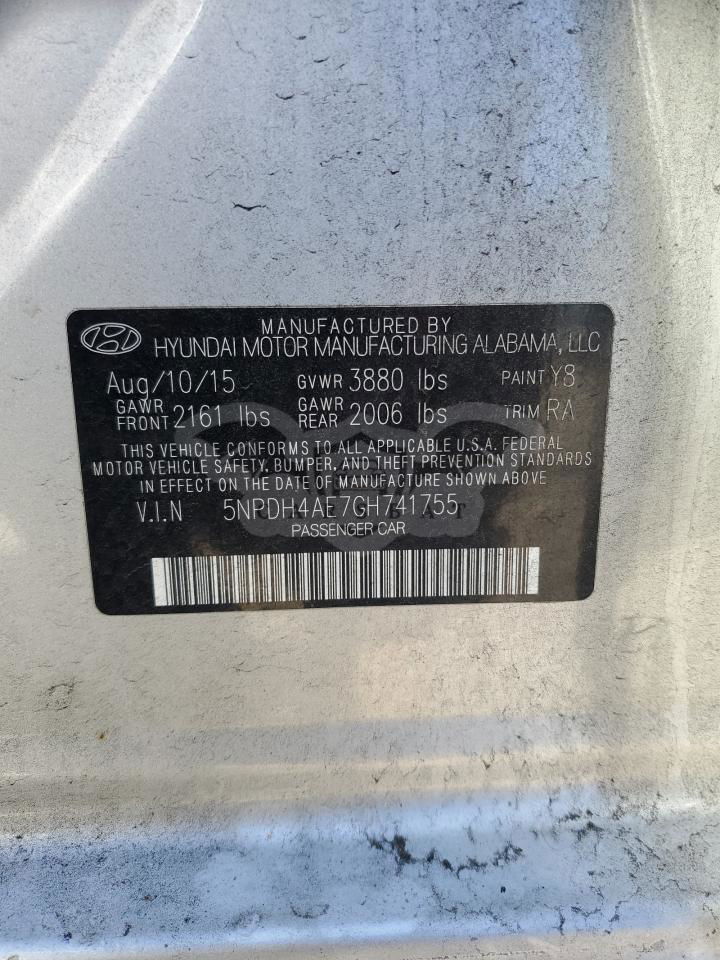 MANUFACTURED BY
HYUNDAI MOTOR MANUFACTURING ALABAMA, LLC
Aug/10/15 GVWR 3880 lbs PAINT Y8
GAWR FRONT 2161 lbs GAWR REAR 2006 lbs TRIM RA
THIS VEHICLE CONFORMS TO ALL APPLICABLE U.S.A. FEDERAL
MOTOR VEHICLE SAFETY, BUMPER, AND THEFT PREVENTION STANDARDS
IN EFFECT ON THE DATE OF MANUFACTURE SHOWN ABOVE
V.I.N 5NPDH4AE7GH741755
PASSENGER CAR